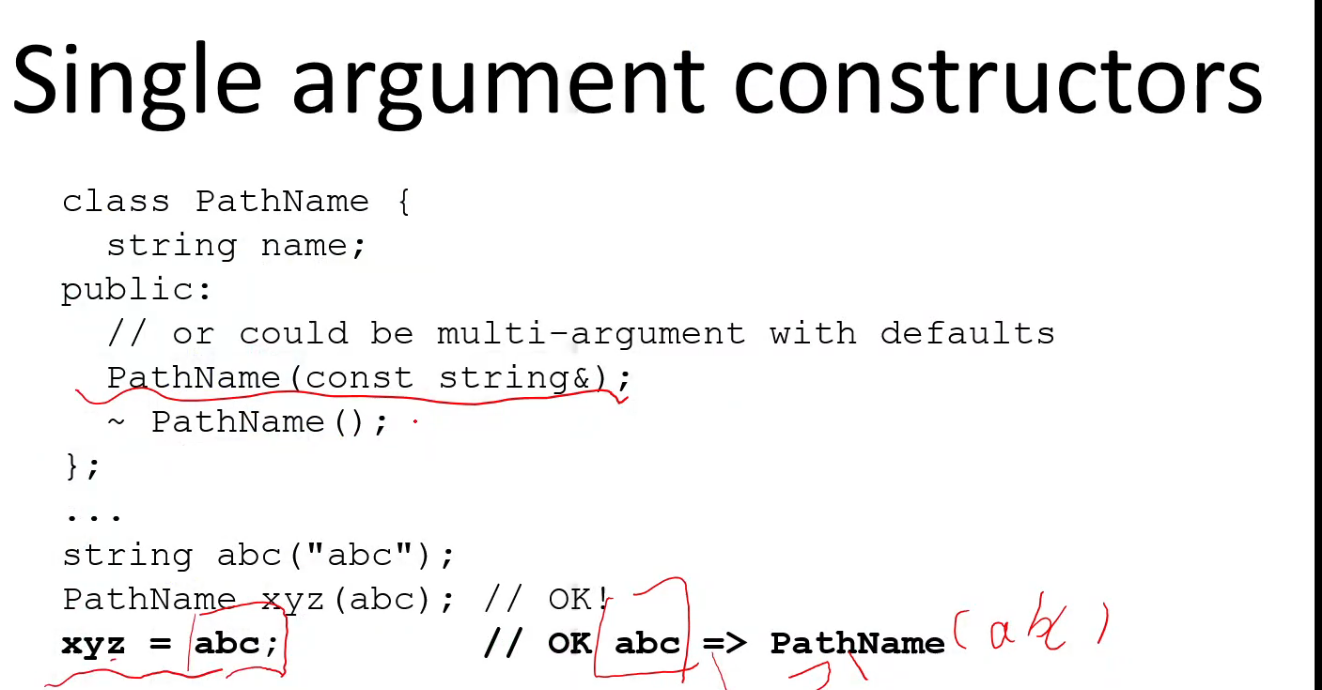 Single argument constructors
class PathName {
string name;
public:
// or could be multi-argument with defaults
PathName(const string&);
~ PathName();
};
...
string abc("abc");
PathName xyz(abc); // OK!
xyz = abc; // OK abc => PathName (abc)